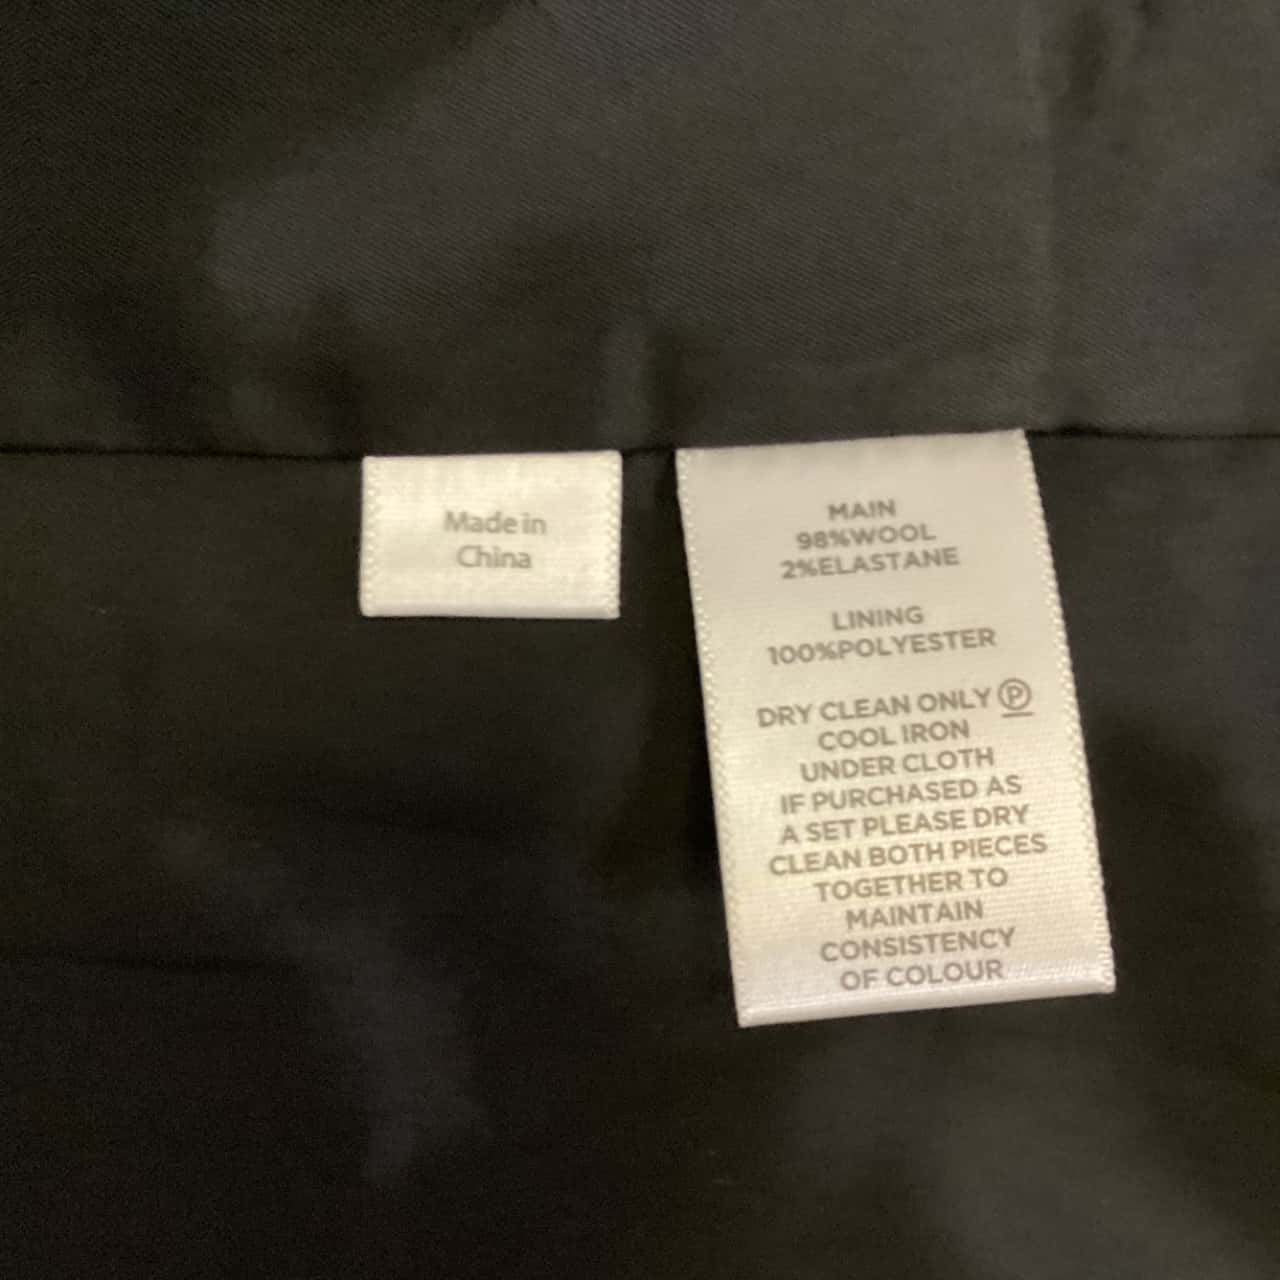 Made in
China
MAIN
98%WOOL
2%ELASTANE
LINING
100%POLYESTER
DRY CLEAN ONLY Ⓟ
COOL IRON
UNDER CLOTH
IF PURCHASED AS
A SET PLEASE DRY
CLEAN BOTH PIECES
TOGETHER TO
MAINTAIN
CONSISTENCY
OF COLOUR